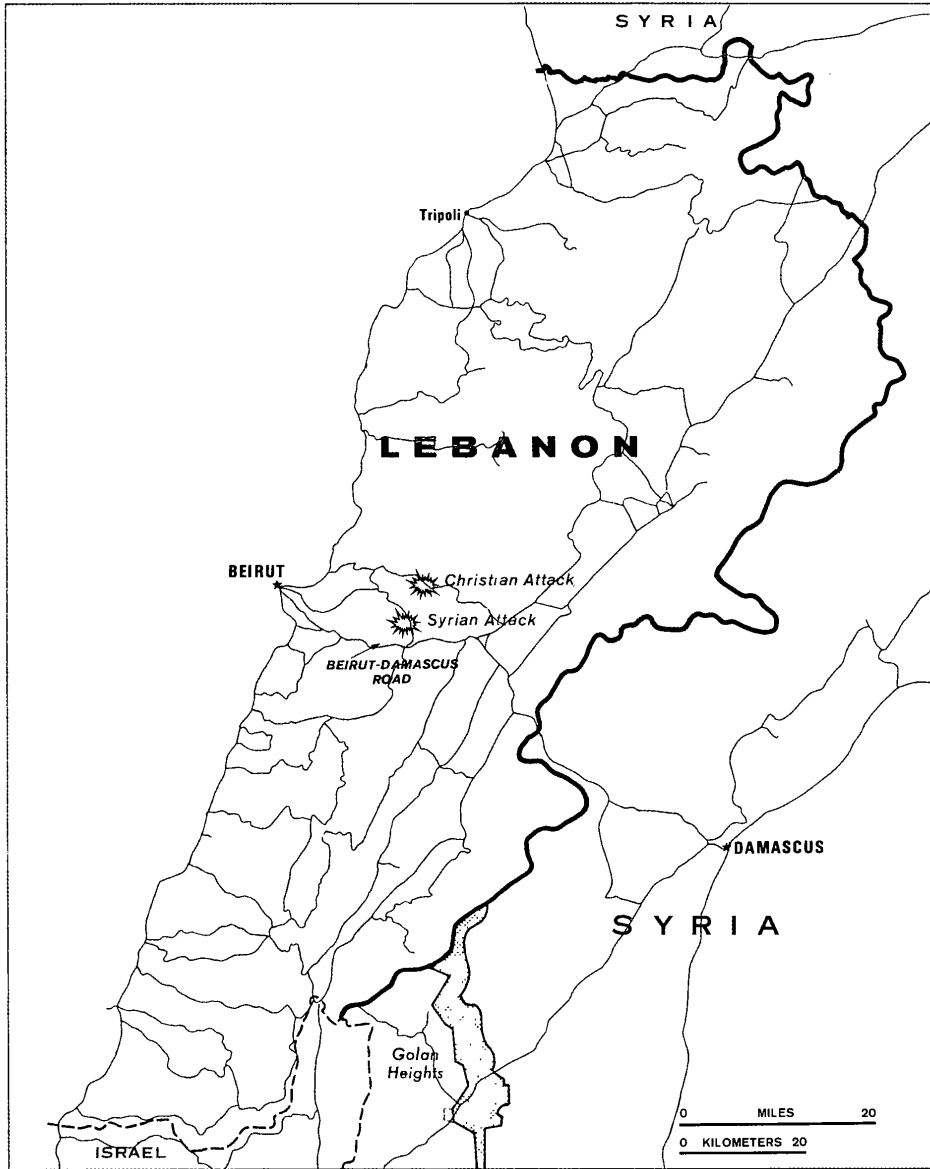 SYRIA
Tripoli
LEBANON
BEIRUT
Christian Attack
Syrian Attack
BEIRUT-DAMASCUS
ROAD
DAMASCUS
SYRIA
Golan
Heights
ISRAEL
0 MILES 20
0 KILOMETERS 20